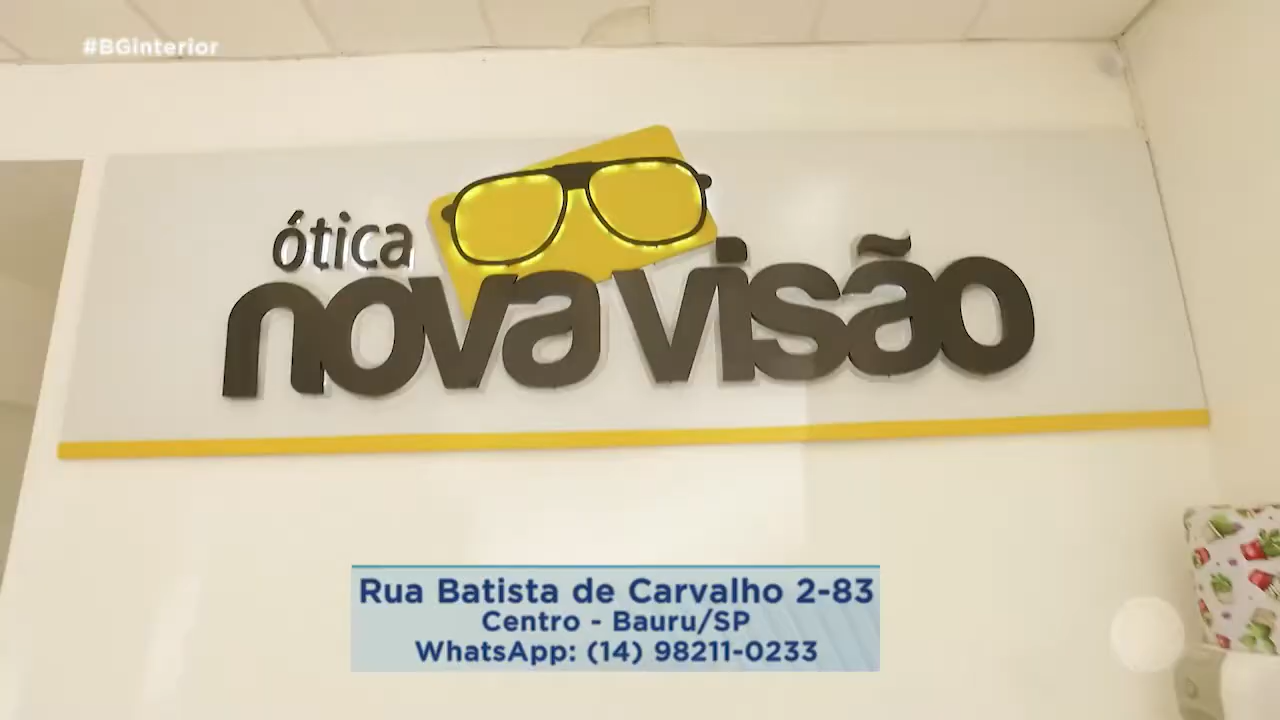 #BGInterior
ótica
nova visão
Rua Batista de Carvalho 2-83
Centro - Bauru/SP
WhatsApp: (14) 98211-0233